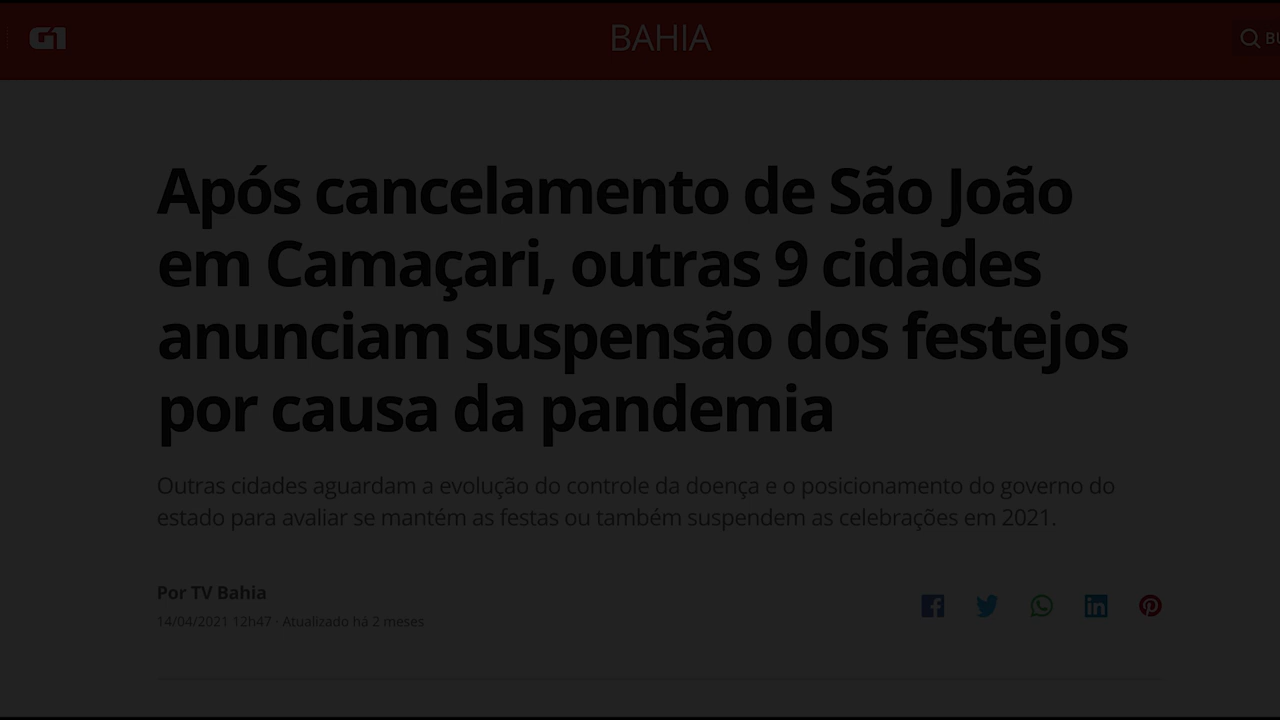 G1
BAHIA
Após cancelamento de São João
em Camaçari, outras 9 cidades
anunciam suspensão dos festejos
por causa da pandemia
Outras cidades aguardam a evolução do controle da doença e o posicionamento do governo do
estado para avaliar se mantém as festas ou também suspendem as celebrações em 2021.
Por TV Bahia
14/04/2021 12h47 · Atualizado há 2 meses